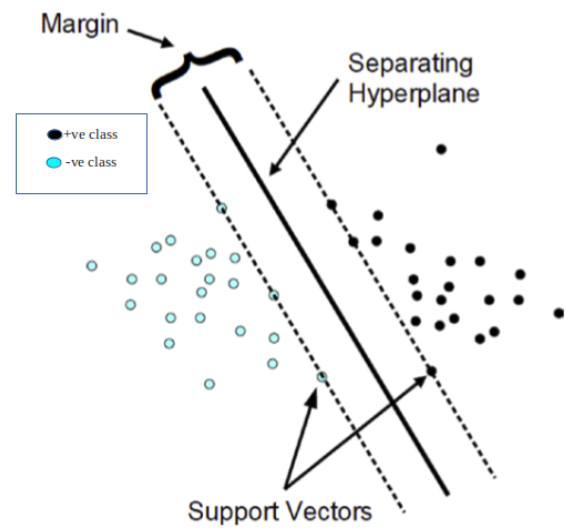 Margin
Separating
Hyperplane
+ve class
-ve class
Support Vectors